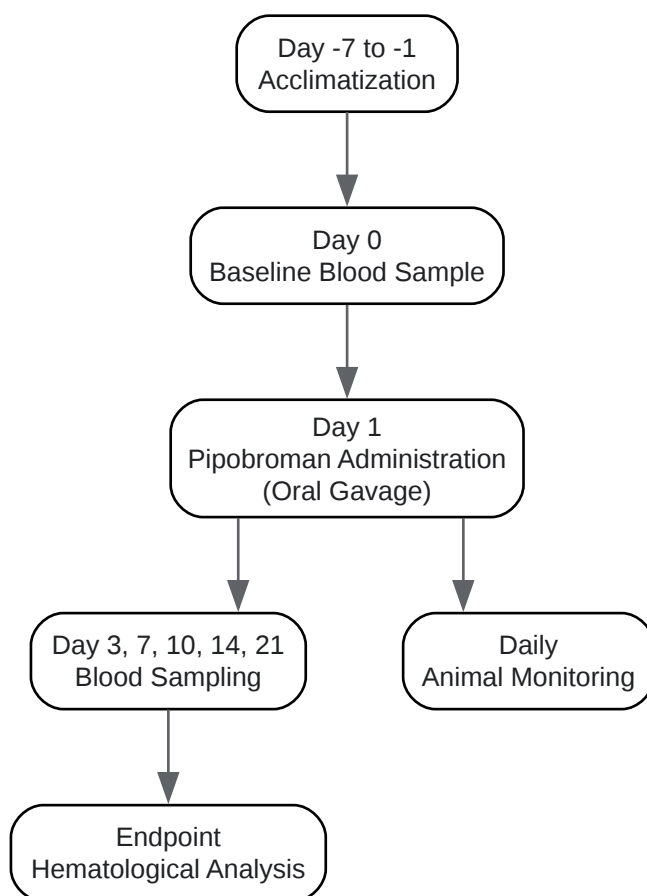 Day -7 to -1
Acclimatization
Day 0
Baseline Blood Sample
Day 1
Pipobroman Administration
(Oral Gavage)
Day 3, 7, 10, 14, 21
Blood Sampling
Daily
Animal Monitoring
Endpoint
Hematological Analysis